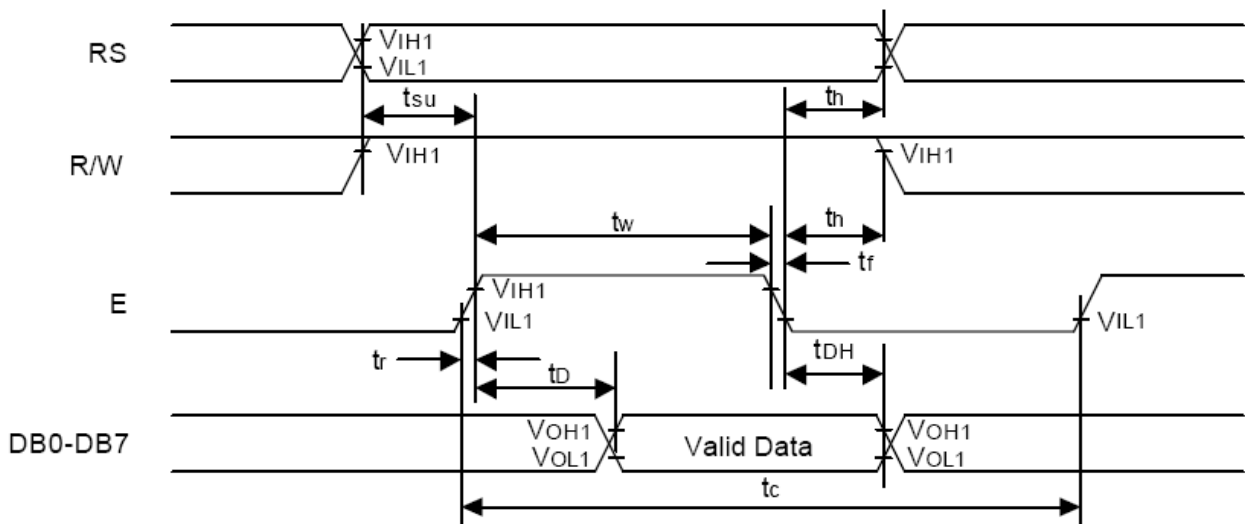 RS
VIH1
VIL1
tsu
th
R/W
VIH1
VIH1
tw
th
tf
E
VIH1
VIL1
VIL1
tr
tD
tDH
DB0-DB7
VOH1
VOL1
Valid Data
VOH1
VOL1
tc